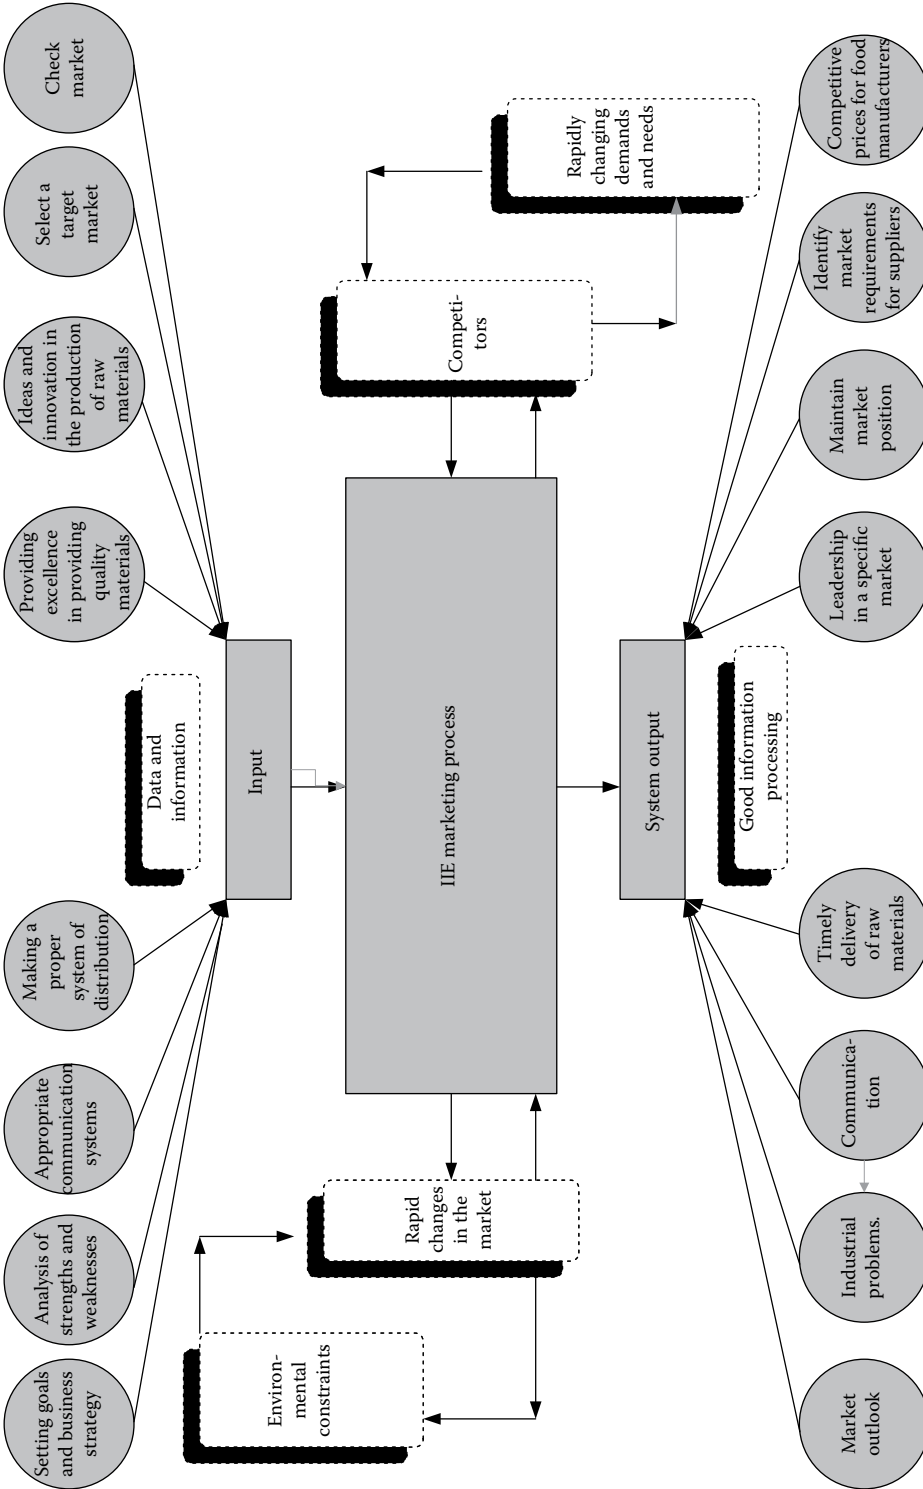 Setting goals
and business
strategy
Analysis of
strengths and
weaknesses
Appropriate
communication
systems
Making a
proper
system of
distribution
Providing
excellence
in providing
quality
materials
Ideas and
innovation in
the production
of raw
materials
Select a
target
market
Check
market
Data and
information
Input
Environ-
mental
constraints
Rapid
changes
in the
market
IIE marketing process
Competi-
tors
Rapidly
changing
demands
and needs
System output
Good information
processing
Market
outlook
Industrial
problems.
Communica-
tion
Timely
delivery
of raw
materials
Leadership
in a specific
market
Maintain
market
position
Identify
market
requirements
for suppliers
Competitive
prices for food
manufacturers